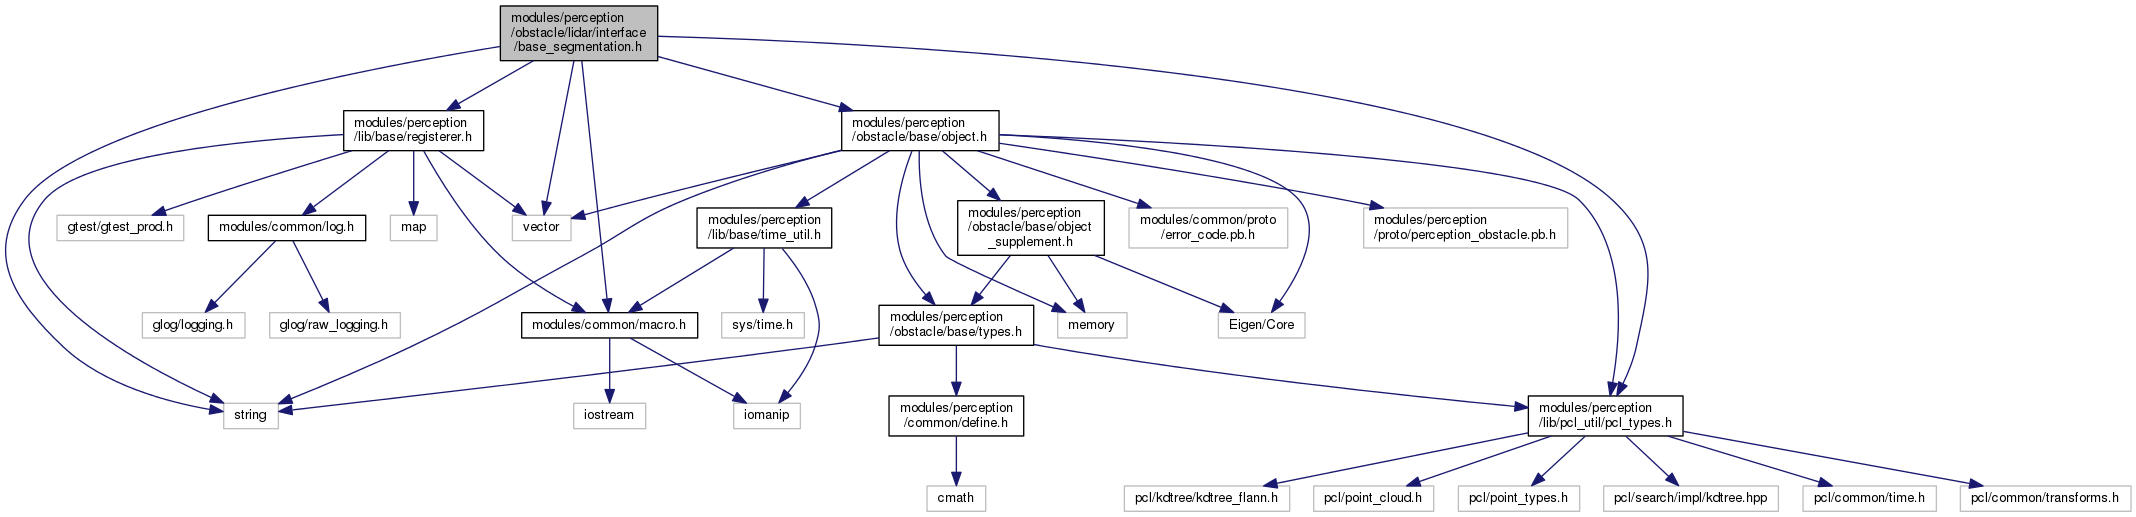 modules/perception
/obstacle/lidar/interface
/base_segmentation.h
modules/perception
/lib/base/registerer.h
modules/perception
/obstacle/base/object.h
gtest/gtest_prod.h
modules/common/log.h
map
vector
modules/perception
/lib/base/time_util.h
modules/perception
/obstacle/base/object
_supplement.h
modules/common/proto
/error_code.pb.h
modules/perception
/proto/perception_obstacle.pb.h
glog/logging.h
glog/raw_logging.h
modules/common/macro.h
sys/time.h
modules/perception
/obstacle/base/types.h
memory
Eigen/Core
string
iostream
iomanip
modules/perception
/common/define.h
modules/perception
/lib/pcl_util/pcl_types.h
cmath
pcl/kdtree/kdtree_flann.h
pcl/point_cloud.h
pcl/point_types.h
pcl/search/impl/kdtree.hpp
pcl/common/time.h
pcl/common/transforms.h